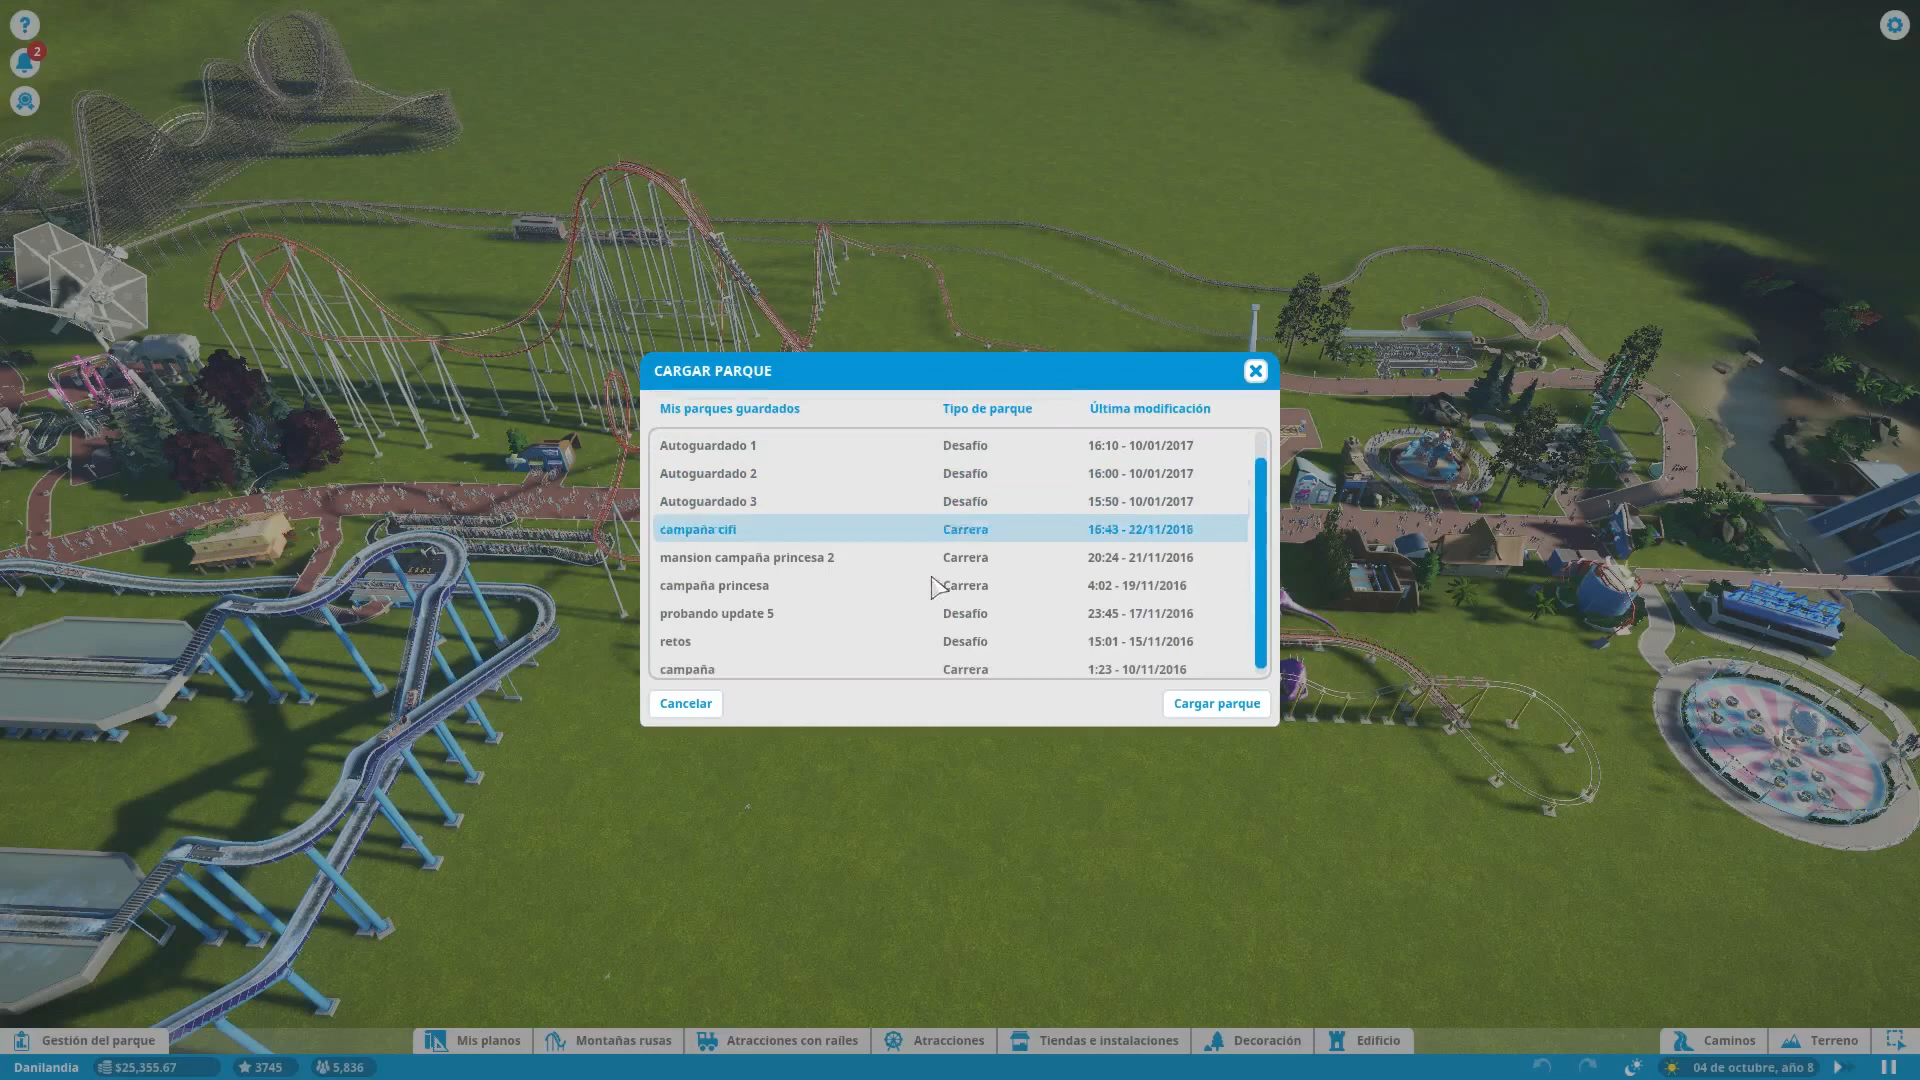 ?
2
CARGAR PARQUE
Mis parques guardados Tipo de parque Última modificación
Autoguardado 1 Desafío 16:10 - 10/01/2017
Autoguardado 2 Desafío 16:00 - 10/01/2017
Autoguardado 3 Desafío 15:50 - 10/01/2017
campaña cifi Carrera 16:43 - 22/11/2016
mansion campaña princesa 2 Carrera 20:24 - 21/11/2016
campaña princesa Carrera 4:02 - 19/11/2016
probando update 5 Desafío 23:45 - 17/11/2016
retos Desafío 15:01 - 15/11/2016
campaña Carrera 1:23 - 10/11/2016
Cancelar Cargar parque
Gestión del parque Mis planos Montañas rusas Atracciones con raíles Atracciones Tiendas e instalaciones Decoración Edificio Caminos Terreno
Danilandia $25,355.67 3745 5,836 04 de octubre, año 8